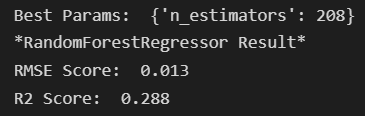 Best Params:  {'n_estimators': 208}
*RandomForestRegressor Result*
RMSE Score:  0.013
R2 Score:  0.288